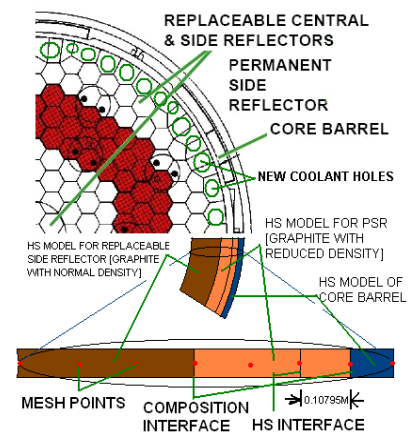 REPLACEABLE CENTRAL
& SIDE REFLECTORS
PERMANENT
SIDE
REFLECTOR
CORE BARREL
NEW COOLANT HOLES
HS MODEL FOR REPLACEABLE
SIDE REFLECTOR [GRAPHITE
WITH NORMAL DENSITY]
HS MODEL FOR PSR
[GRAPHITE WITH
REDUCED DENSITY]
HS MODEL OF
CORE BARREL
MESH POINTS
COMPOSITION
INTERFACE
HS INTERFACE
0.10795M